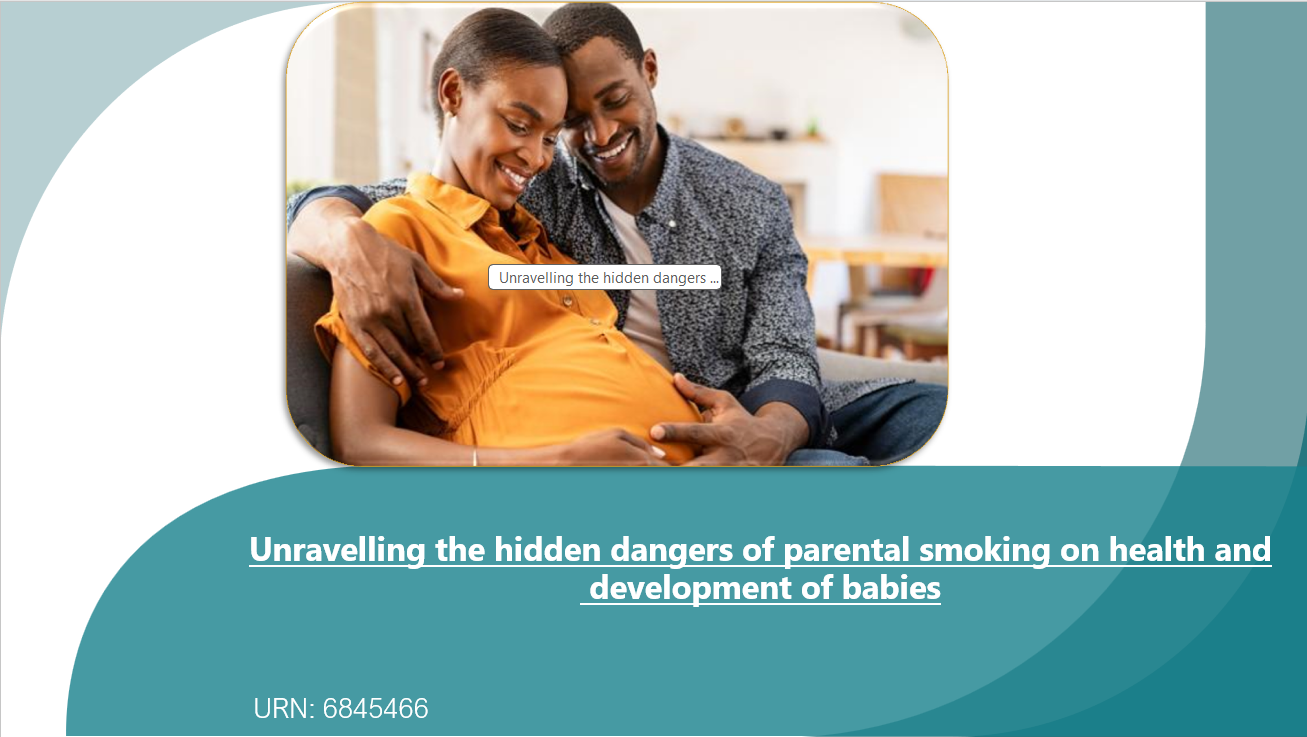 Unravelling the hidden dangers ...
Unravelling the hidden dangers of parental smoking on health and
development of babies
URN: 6845466